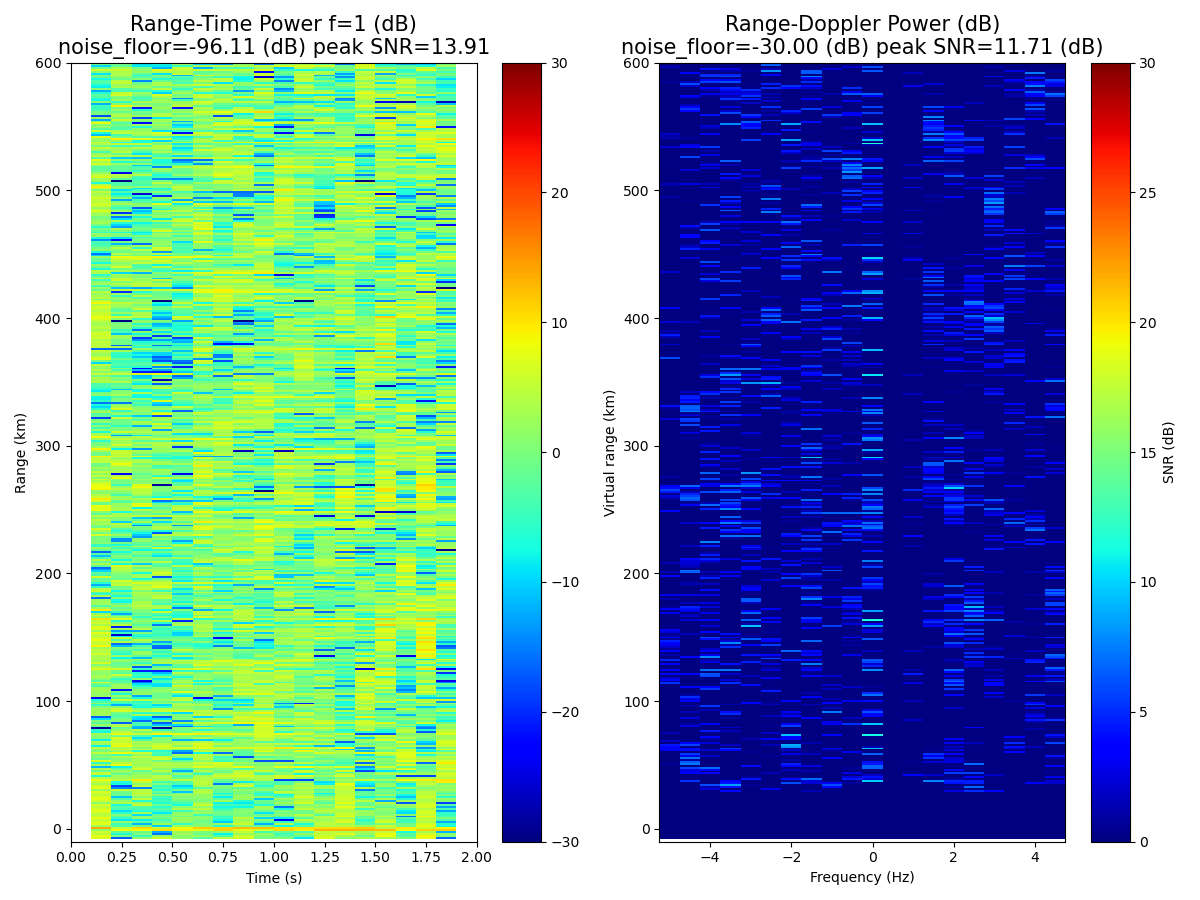 Range-Time Power f=1 (dB)
noise_floor=-96.11 (dB) peak SNR=13.91
600
500
400
300
200
100
0
Range (km)
0.00 0.25 0.50 0.75 1.00 1.25 1.50 1.75 2.00
Time (s)
30
20
10
0
−10
−20
−30
Range-Doppler Power (dB)
noise_floor=-30.00 (dB) peak SNR=11.71 (dB)
600
500
400
300
200
100
0
Virtual range (km)
−4 −2 0 2 4
Frequency (Hz)
30
25
20
15
10
5
0
SNR (dB)